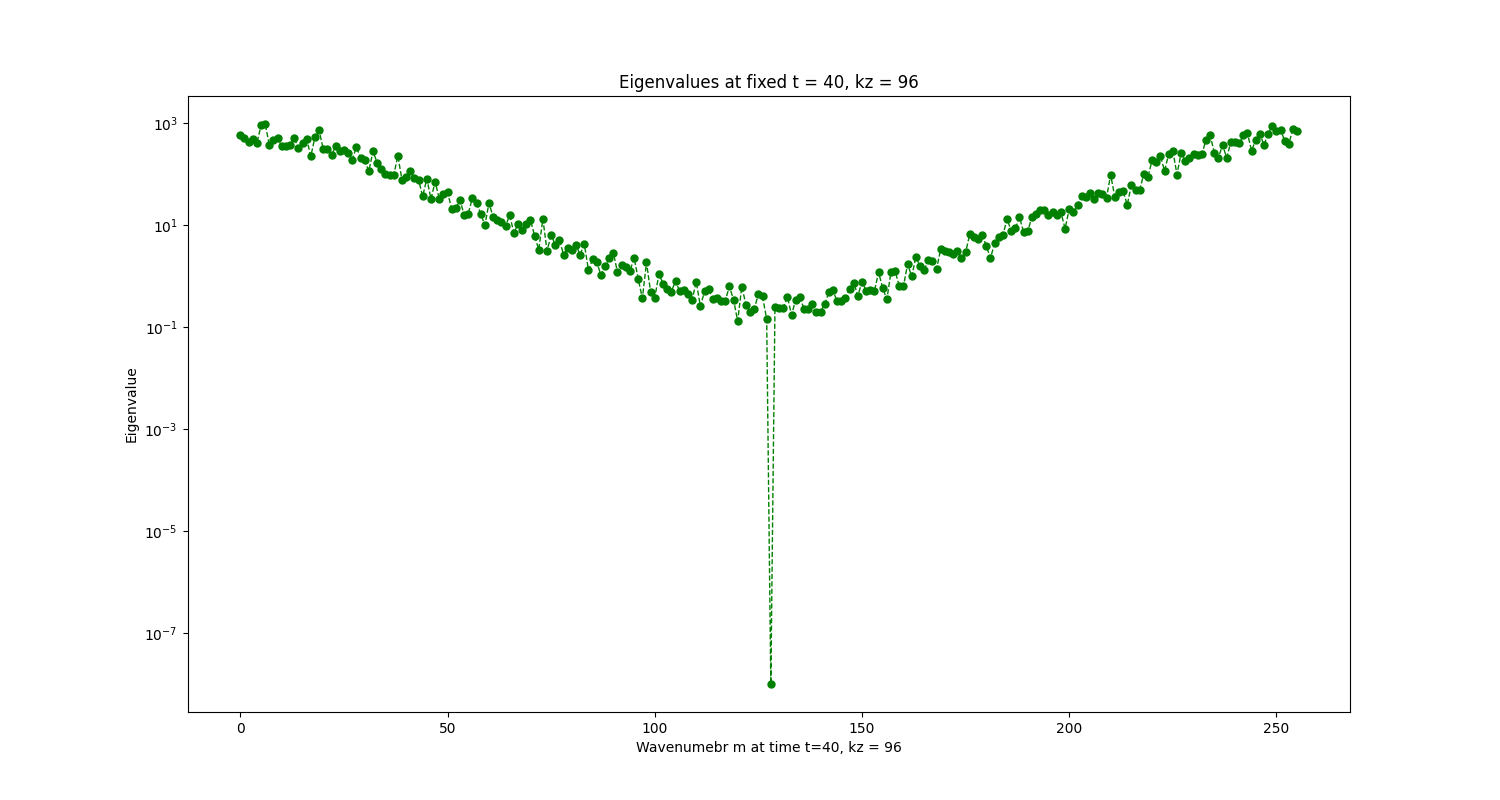 Eigenvalues at fixed t = 40, kz = 96
10³
10¹
10⁻¹
10⁻³
10⁻⁵
10⁻⁷
Eigenvalue
0 50 100 150 200 250
Wavenumebr m at time t=40, kz = 96